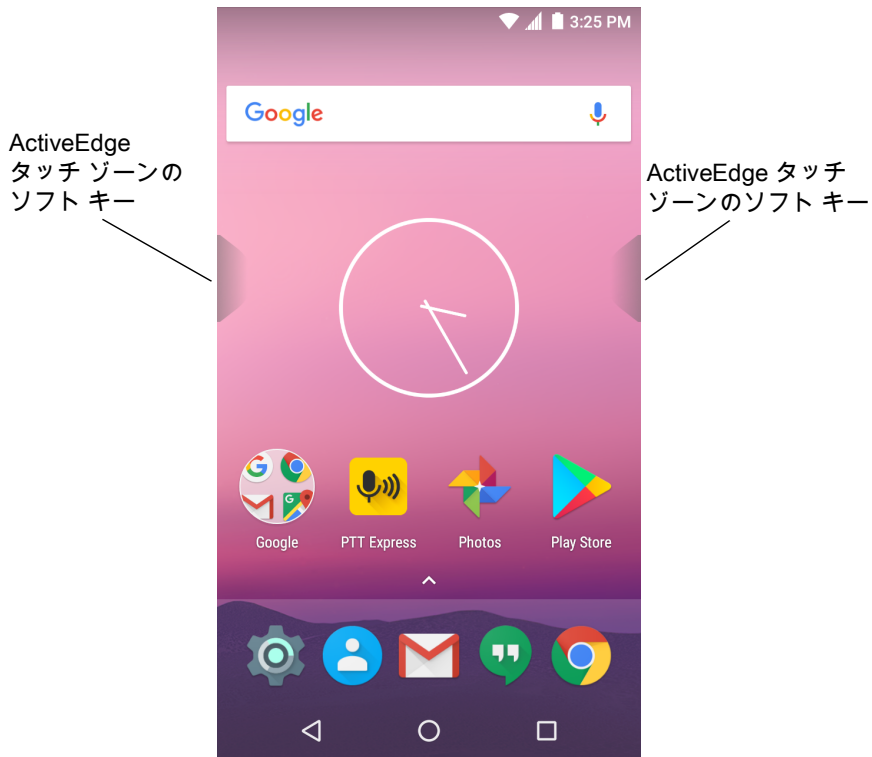 3:25 PM
Google
ActiveEdge
タッチ ゾーンの
ソフト キー
ActiveEdge タッチ
ゾーンのソフト キー
Google
PTT Express
Photos
Play Store